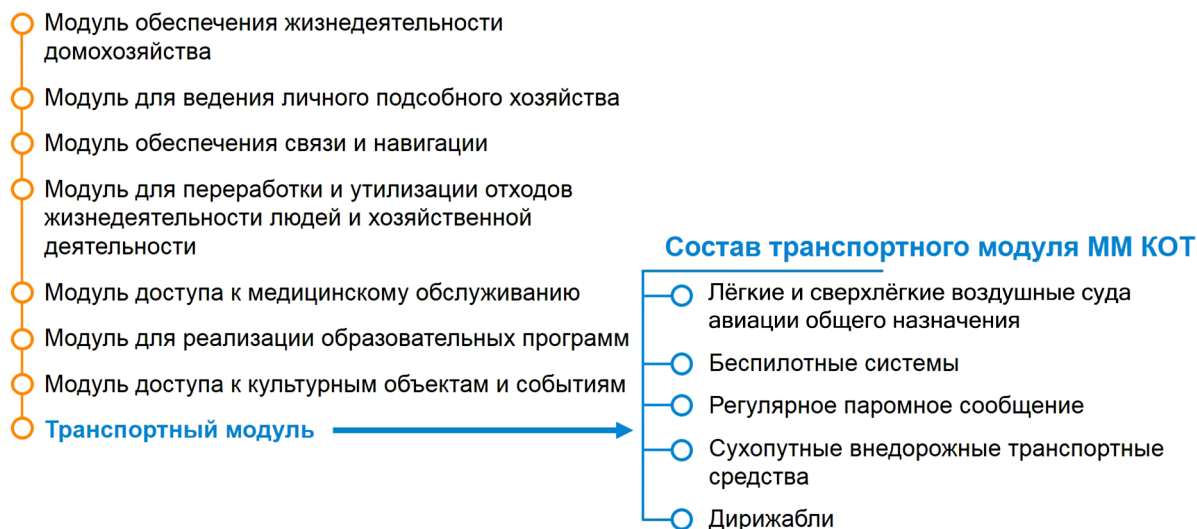 Модуль обеспечения жизнедеятельности
домохозяйства
Модуль для ведения личного подсобного хозяйства
Модуль обеспечения связи и навигации
Модуль для переработки и утилизации отходов
жизнедеятельности людей и хозяйственной
деятельности
Модуль доступа к медицинскому обслуживанию
Модуль для реализации образовательных программ
Модуль доступа к культурным объектам и событиям
Транспортный модуль
Состав транспортного модуля ММ КОТ
Лёгкие и сверхлёгкие воздушные суда
авиации общего назначения
Беспилотные системы
Регулярное паромное сообщение
Сухопутные внедорожные транспортные
средства
Дирижабли